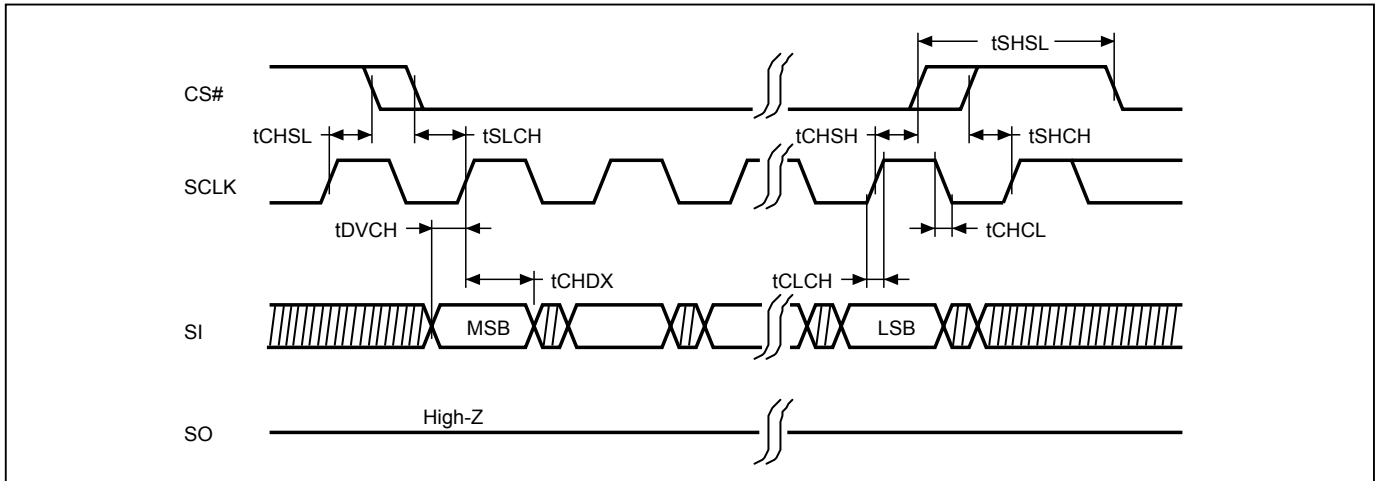 tSHSL
CS#
tCHSL
tSLCH
tCHSH
tSHCH
SCLK
tDVCH
tCHCL
tCHDX
tCLCH
SI
MSB
LSB
High-Z
SO